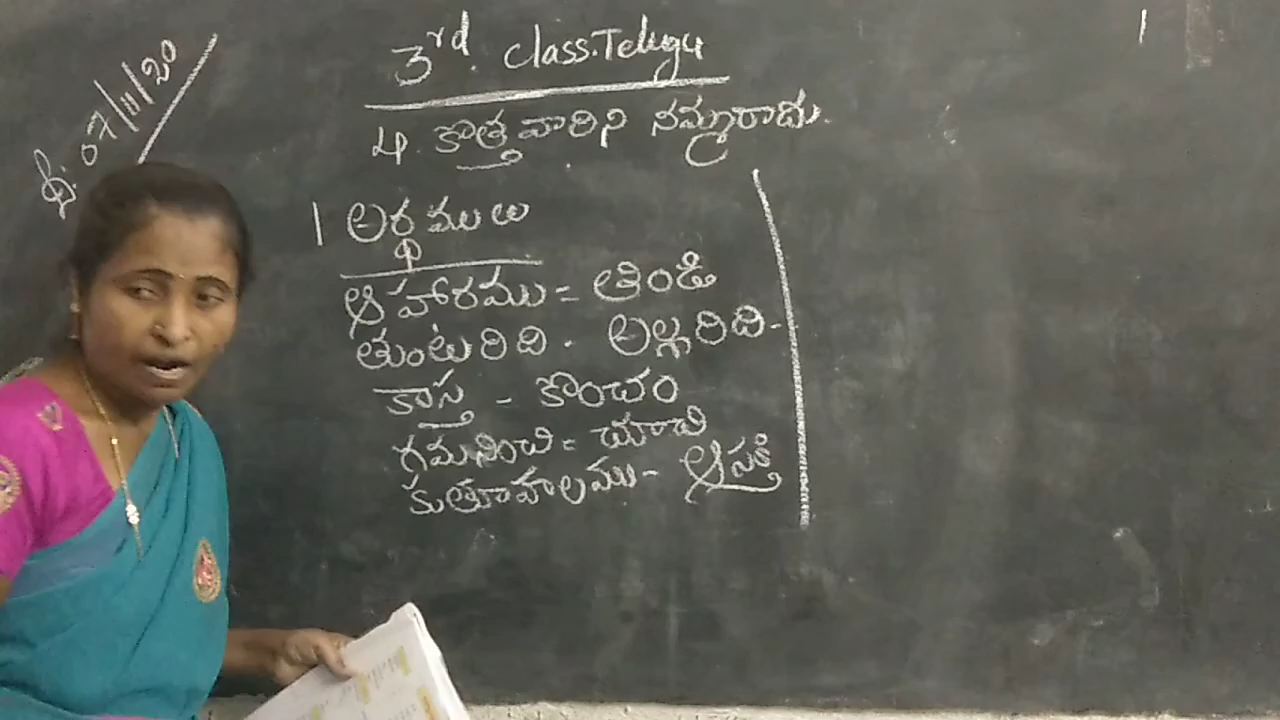 తే: 07/11/20
3rd class.Telugu
4. కొత్తవారిని నమ్మరాదు.
1 అర్థములు
ఆహారము = తిండి
తుంటురిది - అల్లరిది.
కాస్త - కొంచం
గమనించి = చూచి
కుతూహలము - ఆసక్తి